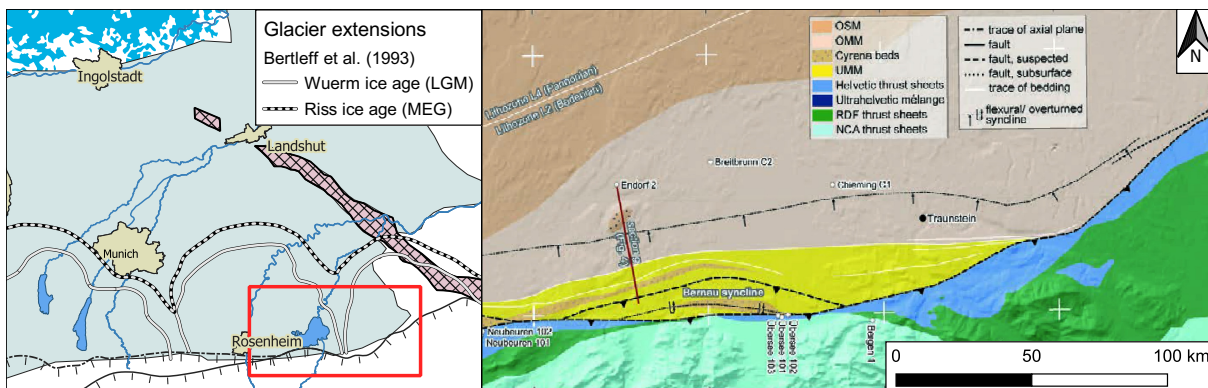 Glacier extensions
Bertleff et al. (1993)
Wuerm ice age (LGM)
Riss ice age (MEG)
Ingolstadt
Landshut
Munich
Rosenheim
OSM
OMM
Cyrena beds
UMM
Helvetic thrust sheets
Ultrahelvetic mélange
RDF thrust sheets
NCA thrust sheets
trace of axial plane
fault
fault, suspected
fault, subsurface
trace of bedding
flexural/ overturned
syncline
N
Lithozone L4 (Pannonian)
Lithozone L2
Breitbrunn C2
Endorf 2
Chieming C1
Traunstein
Bernau syncline
Neubeuren 102
Neubeuren 101
Übersee 103
Übersee 101
Übersee 102
Bergen 1
0
50
100 km